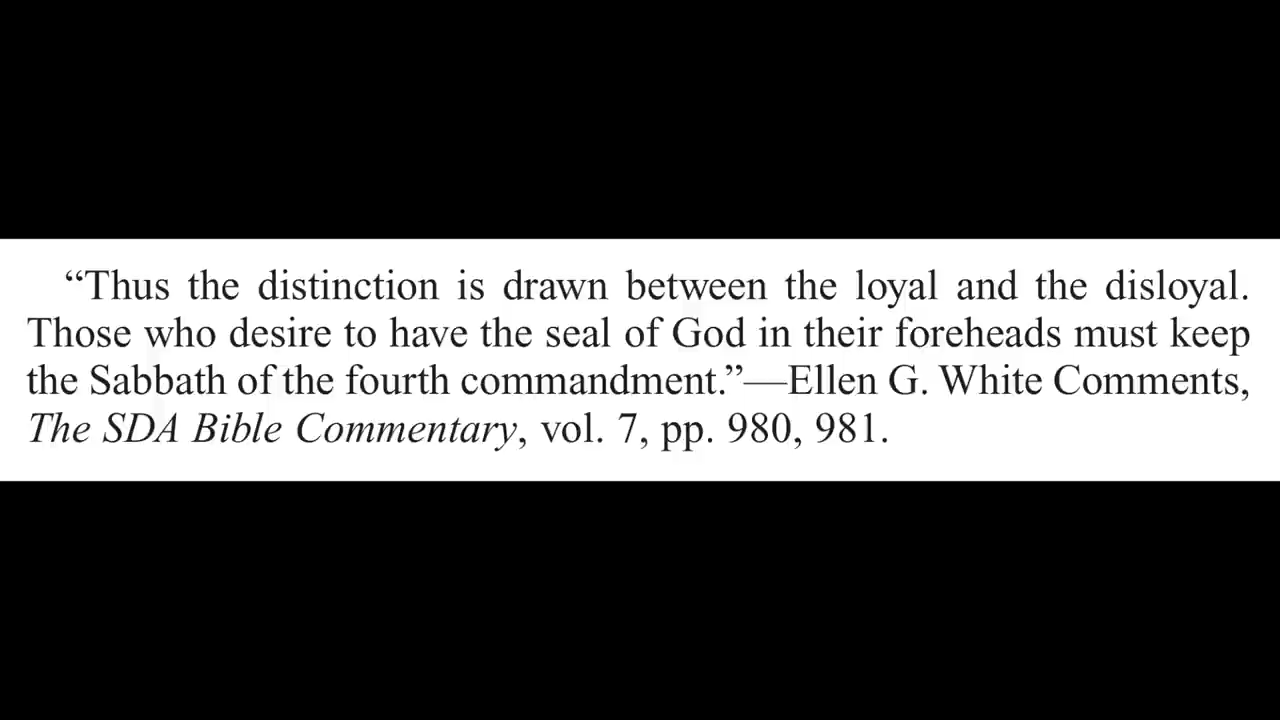 “Thus the distinction is drawn between the loyal and the disloyal.
Those who desire to have the seal of God in their foreheads must keep
the Sabbath of the fourth commandment.”—Ellen G. White Comments,
The SDA Bible Commentary, vol. 7, pp. 980, 981.